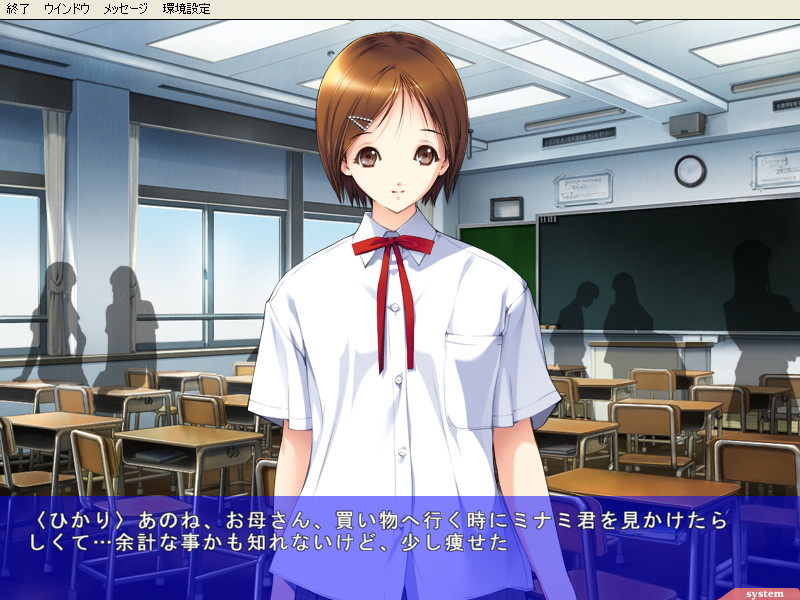 終了 ウインドウ メッセージ 環境設定
〈ひかり〉あのね、お母さん、買い物へ行く時にミナミ君を見かけたら
しくて…余計な事かも知れないけど、少し痩せた
system